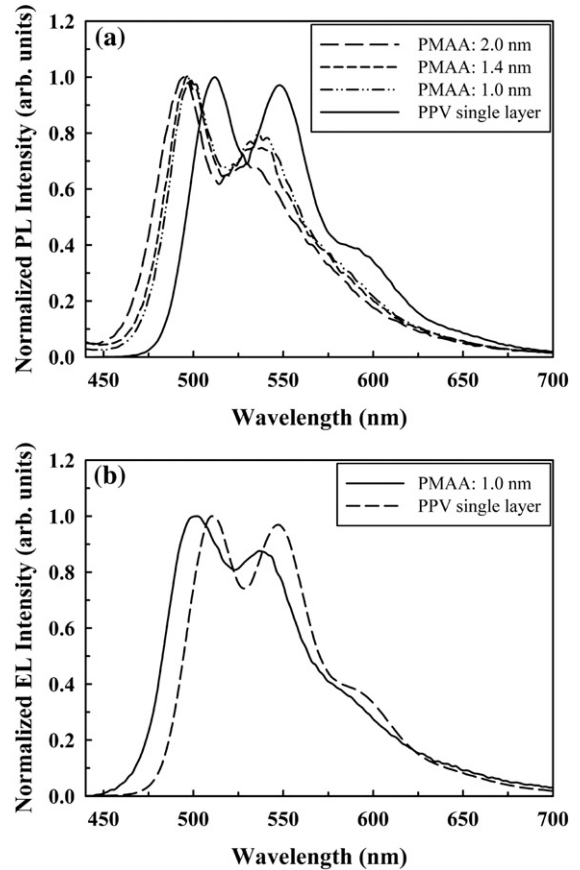 (a)
PMAA: 2.0 nm
PMAA: 1.4 nm
PMAA: 1.0 nm
PPV single layer
Normalized PL Intensity (arb. units)
1.2
1.0
0.8
0.6
0.4
0.2
0.0
450 500 550 600 650 700
Wavelength (nm)
(b)
PMAA: 1.0 nm
PPV single layer
Normalized EL Intensity (arb. units)
1.2
1.0
0.8
0.6
0.4
0.2
0.0
450 500 550 600 650 700
Wavelength (nm)